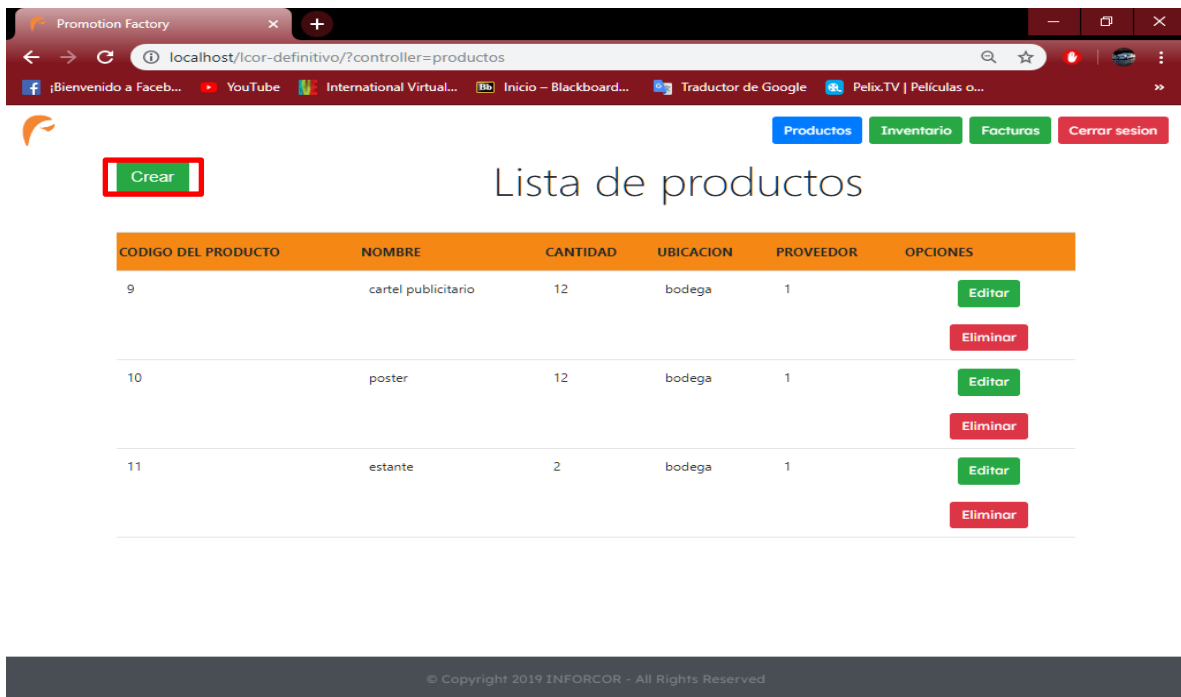 Promotion Factory
localhost/lcor-definitivo/?controller=productos
¡Bienvenido a Faceb... YouTube International Virtual... Bb Inicio – Blackboard... Traductor de Google Pelix.TV | Películas o... »
Productos Inventario Facturas Cerrar sesion
Crear
Lista de productos
CODIGO DEL PRODUCTO NOMBRE CANTIDAD UBICACION PROVEEDOR OPCIONES
9 cartel publicitario 12 bodega 1 Editar
Eliminar
10 poster 12 bodega 1 Editar
Eliminar
11 estante 2 bodega 1 Editar
Eliminar
© Copyright 2019 INFORCOR - All Rights Reserved